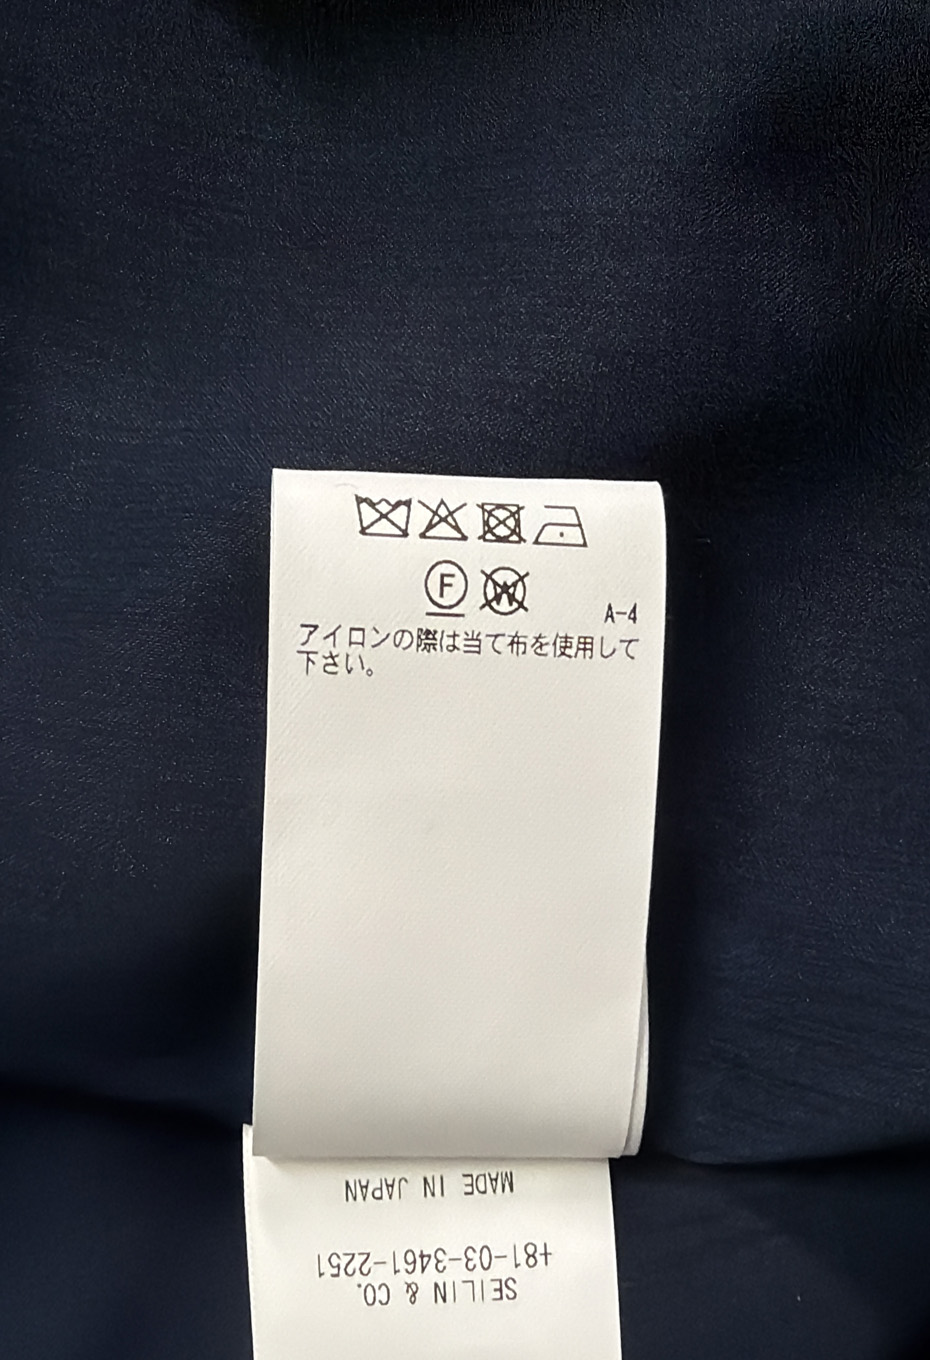 F W
A-4
アイロンの際は当て布を使用して
下さい。
SEILIN & CO.
+81-03-3461-2251
MADE IN JAPAN